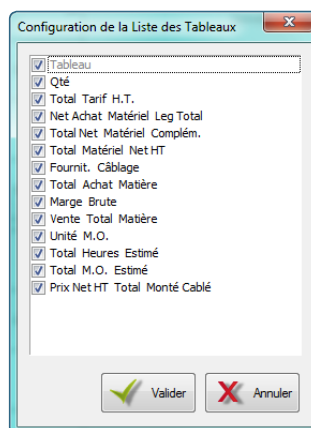 Configuration de la Liste des Tableaux
Tableau
Qté
Total Tarif H.T.
Net Achat Matériel Leg Total
Total Net Matériel Complém.
Total Matériel Net HT
Fournit. Câblage
Total Achat Matière
Marge Brute
Vente Total Matière
Unité M.O.
Total Heures Estimé
Total M.O. Estimé
Prix Net HT Total Monté Cablé
Valider
Annuler